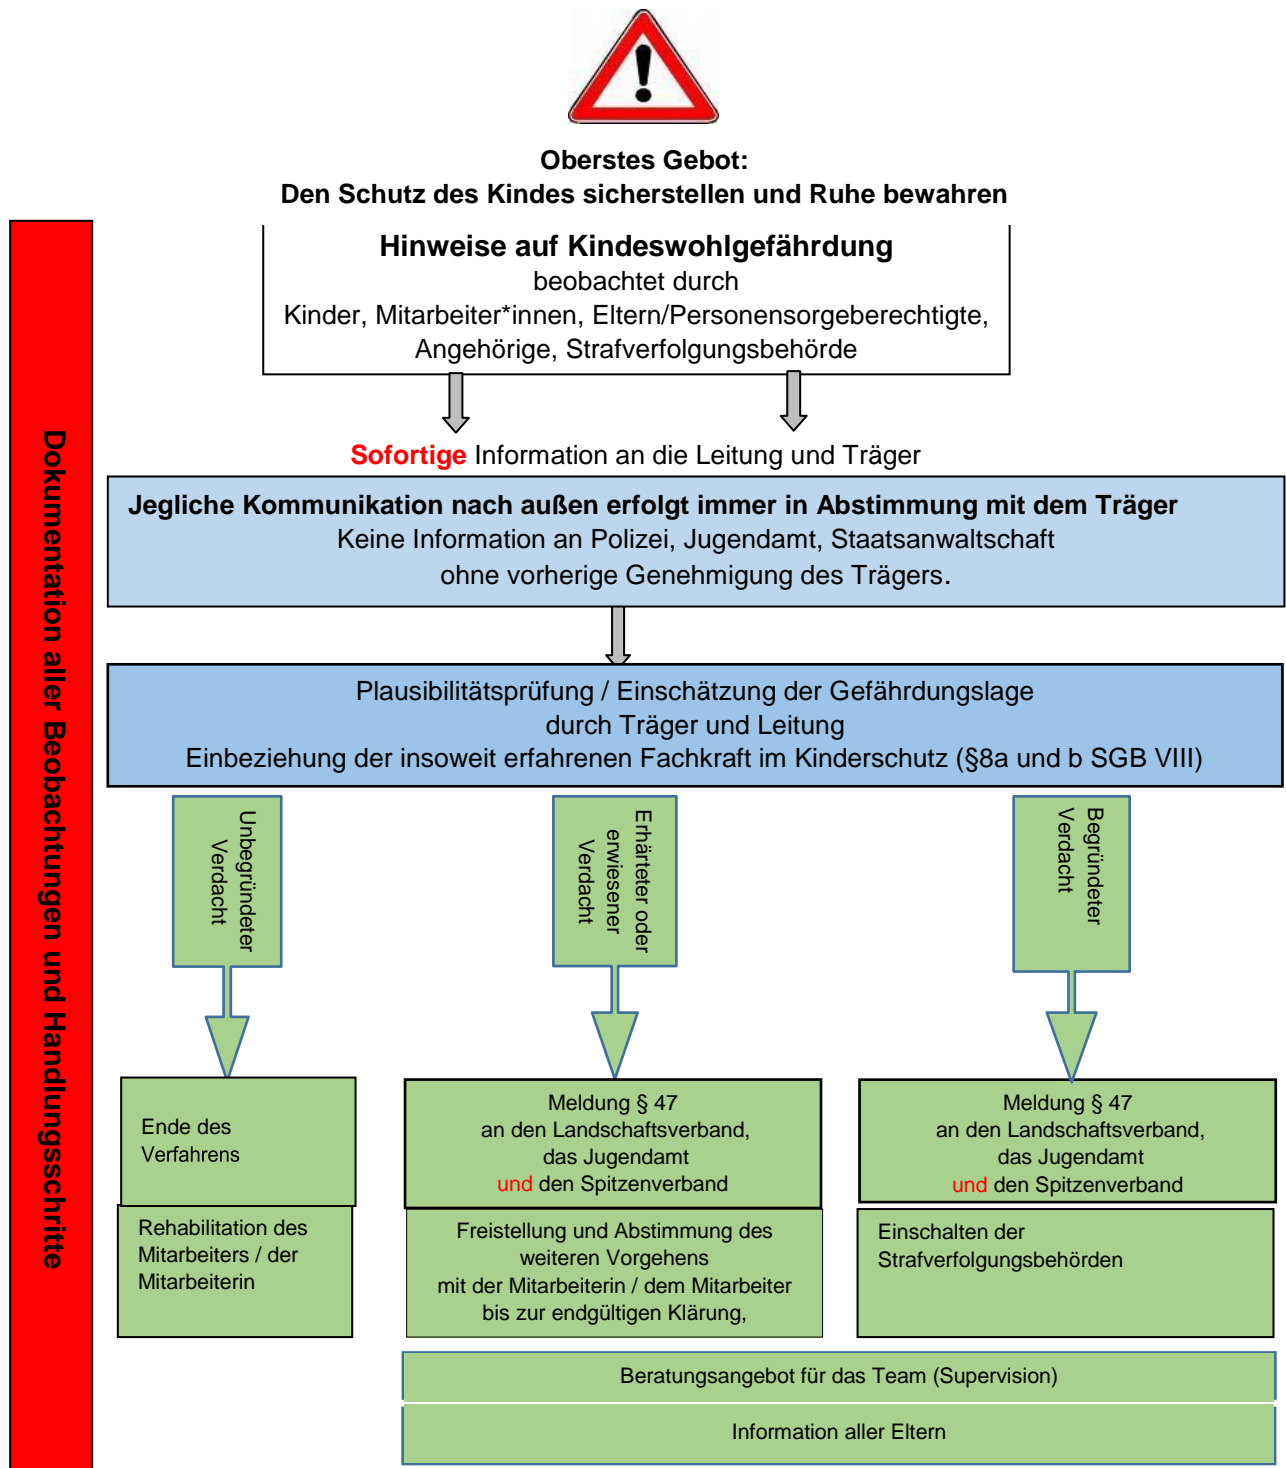 Oberstes Gebot:
Den Schutz des Kindes sicherstellen und Ruhe bewahren
Dokumentation aller Beobachtungen und Handlungsschritte
Hinweise auf Kindeswohlgefährdung
beobachtet durch
Kinder, Mitarbeiter*innen, Eltern/Personensorgeberechtigte,
Angehörige, Strafverfolgungsbehörde
Sofortige Information an die Leitung und Träger
Jegliche Kommunikation nach außen erfolgt immer in Abstimmung mit dem Träger
Keine Information an Polizei, Jugendamt, Staatsanwaltschaft
ohne vorherige Genehmigung des Trägers.
Plausibilitätsprüfung / Einschätzung der Gefährdungslage
durch Träger und Leitung
Einbeziehung der insoweit erfahrenen Fachkraft im Kinderschutz (§8a und b SGB VIII)
Unbegründeter
Verdacht
Erhärteter oder
erwiesener
Verdacht
Begründeter
Verdacht
Ende des
Verfahrens
Rehabilitation des
Mitarbeiters / der
Mitarbeiterin
Meldung § 47
an den Landschaftsverband,
das Jugendamt
und den Spitzenverband
Freistellung und Abstimmung des
weiteren Vorgehens
mit der Mitarbeiterin / dem Mitarbeiter
bis zur endgültigen Klärung,
Meldung § 47
an den Landschaftsverband,
das Jugendamt
und den Spitzenverband
Einschalten der
Strafverfolgungsbehörden
Beratungsangebot für das Team (Supervision)
Information aller Eltern